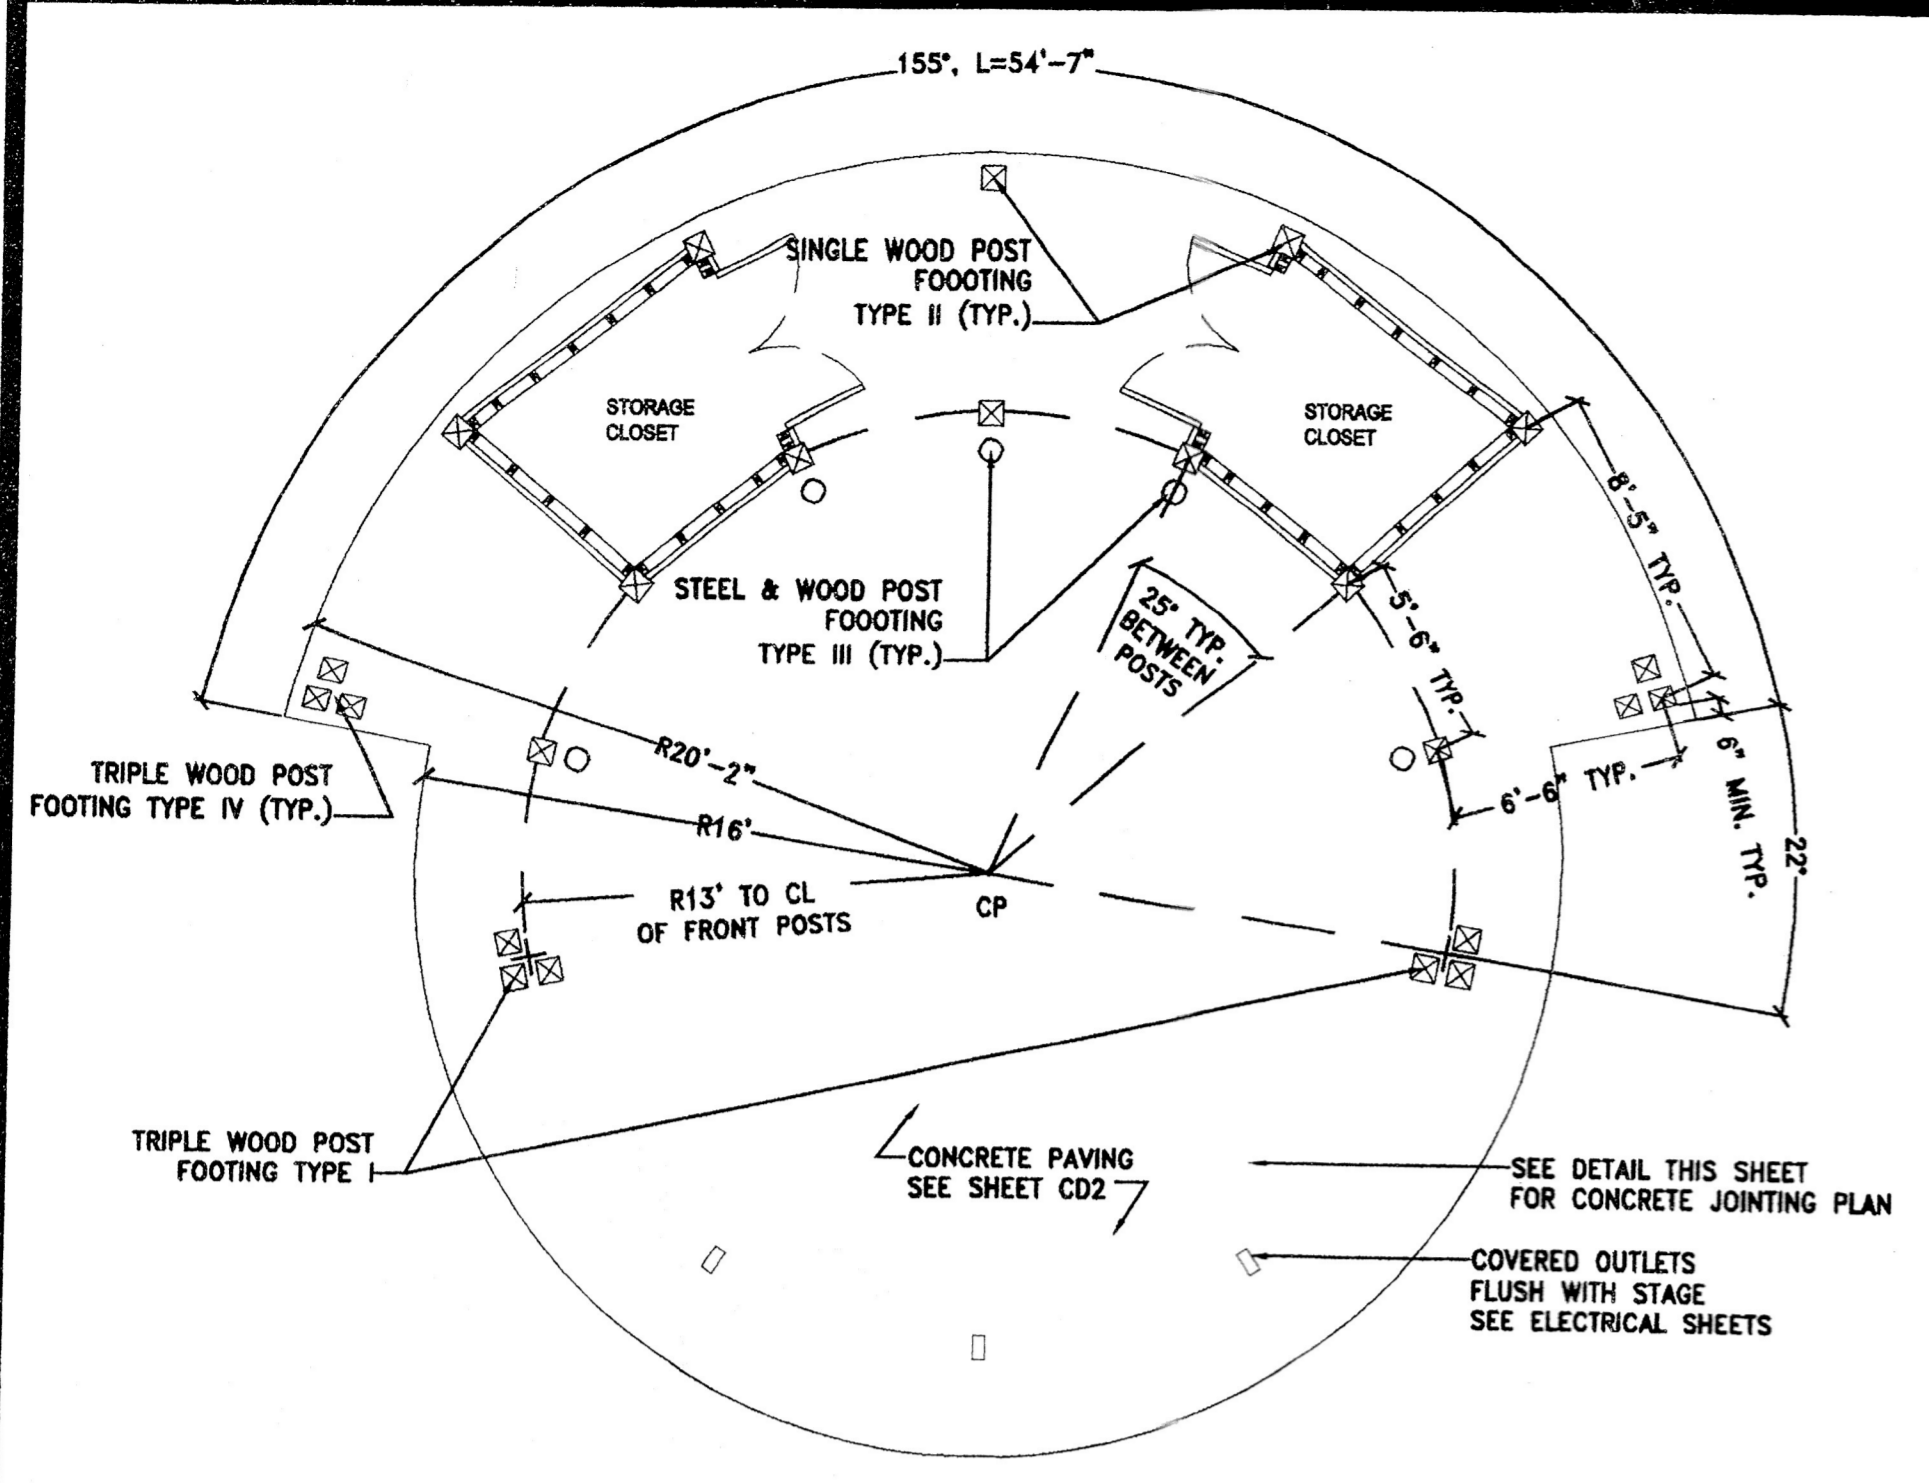 155°, L=54'-7"
SINGLE WOOD POST
FOOOTING
TYPE II (TYP.)
STORAGE
CLOSET
STORAGE
CLOSET
8'-5" TYP.
STEEL & WOOD POST
FOOOTING
TYPE III (TYP.)
25° TYP.
BETWEEN
POSTS
5'-6" TYP.
R20'-2"
TRIPLE WOOD POST
FOOTING TYPE IV (TYP.)
R16'
6'-6" TYP.
6" MIN. TYP.
22°
R13' TO CL
OF FRONT POSTS
CP
TRIPLE WOOD POST
FOOTING TYPE I
CONCRETE PAVING
SEE SHEET CD2
SEE DETAIL THIS SHEET
FOR CONCRETE JOINTING PLAN
COVERED OUTLETS
FLUSH WITH STAGE
SEE ELECTRICAL SHEETS